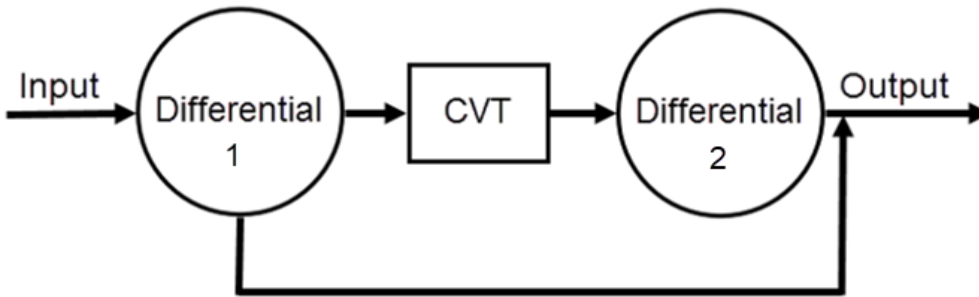 Input
Differential
1
CVT
Differential
2
Output